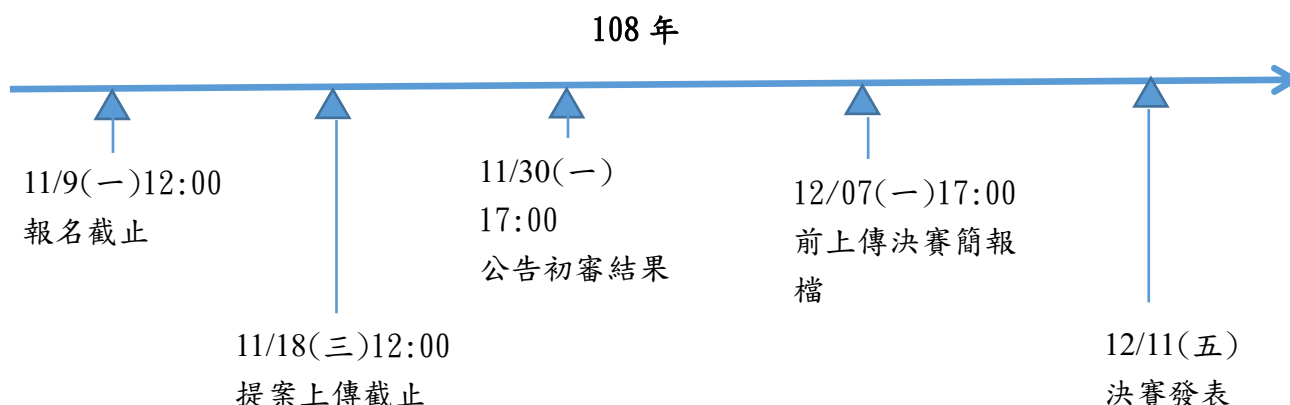 108 年
11/9(一)12:00
報名截止
11/18(三)12:00
提案上傳截止
11/30(一)
17:00
公告初審結果
12/07(一)17:00
前上傳決賽簡報
檔
12/11(五)
決賽發表